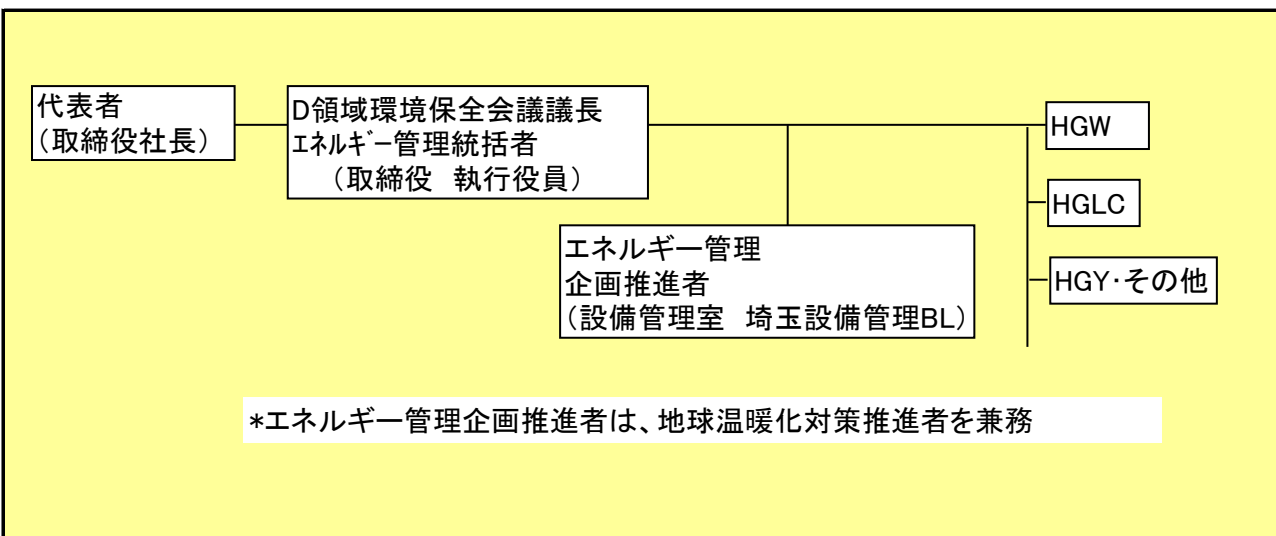 代表者
(取締役社長)
D領域環境保全会議議長
ｴﾈﾙｷﾞｰ管理統括者
(取締役　執行役員)
HGW
HGLC
エネルギー管理
企画推進者
(設備管理室　埼玉設備管理BL)
HGY･その他
*エネルギー管理企画推進者は、地球温暖化対策推進者を兼務